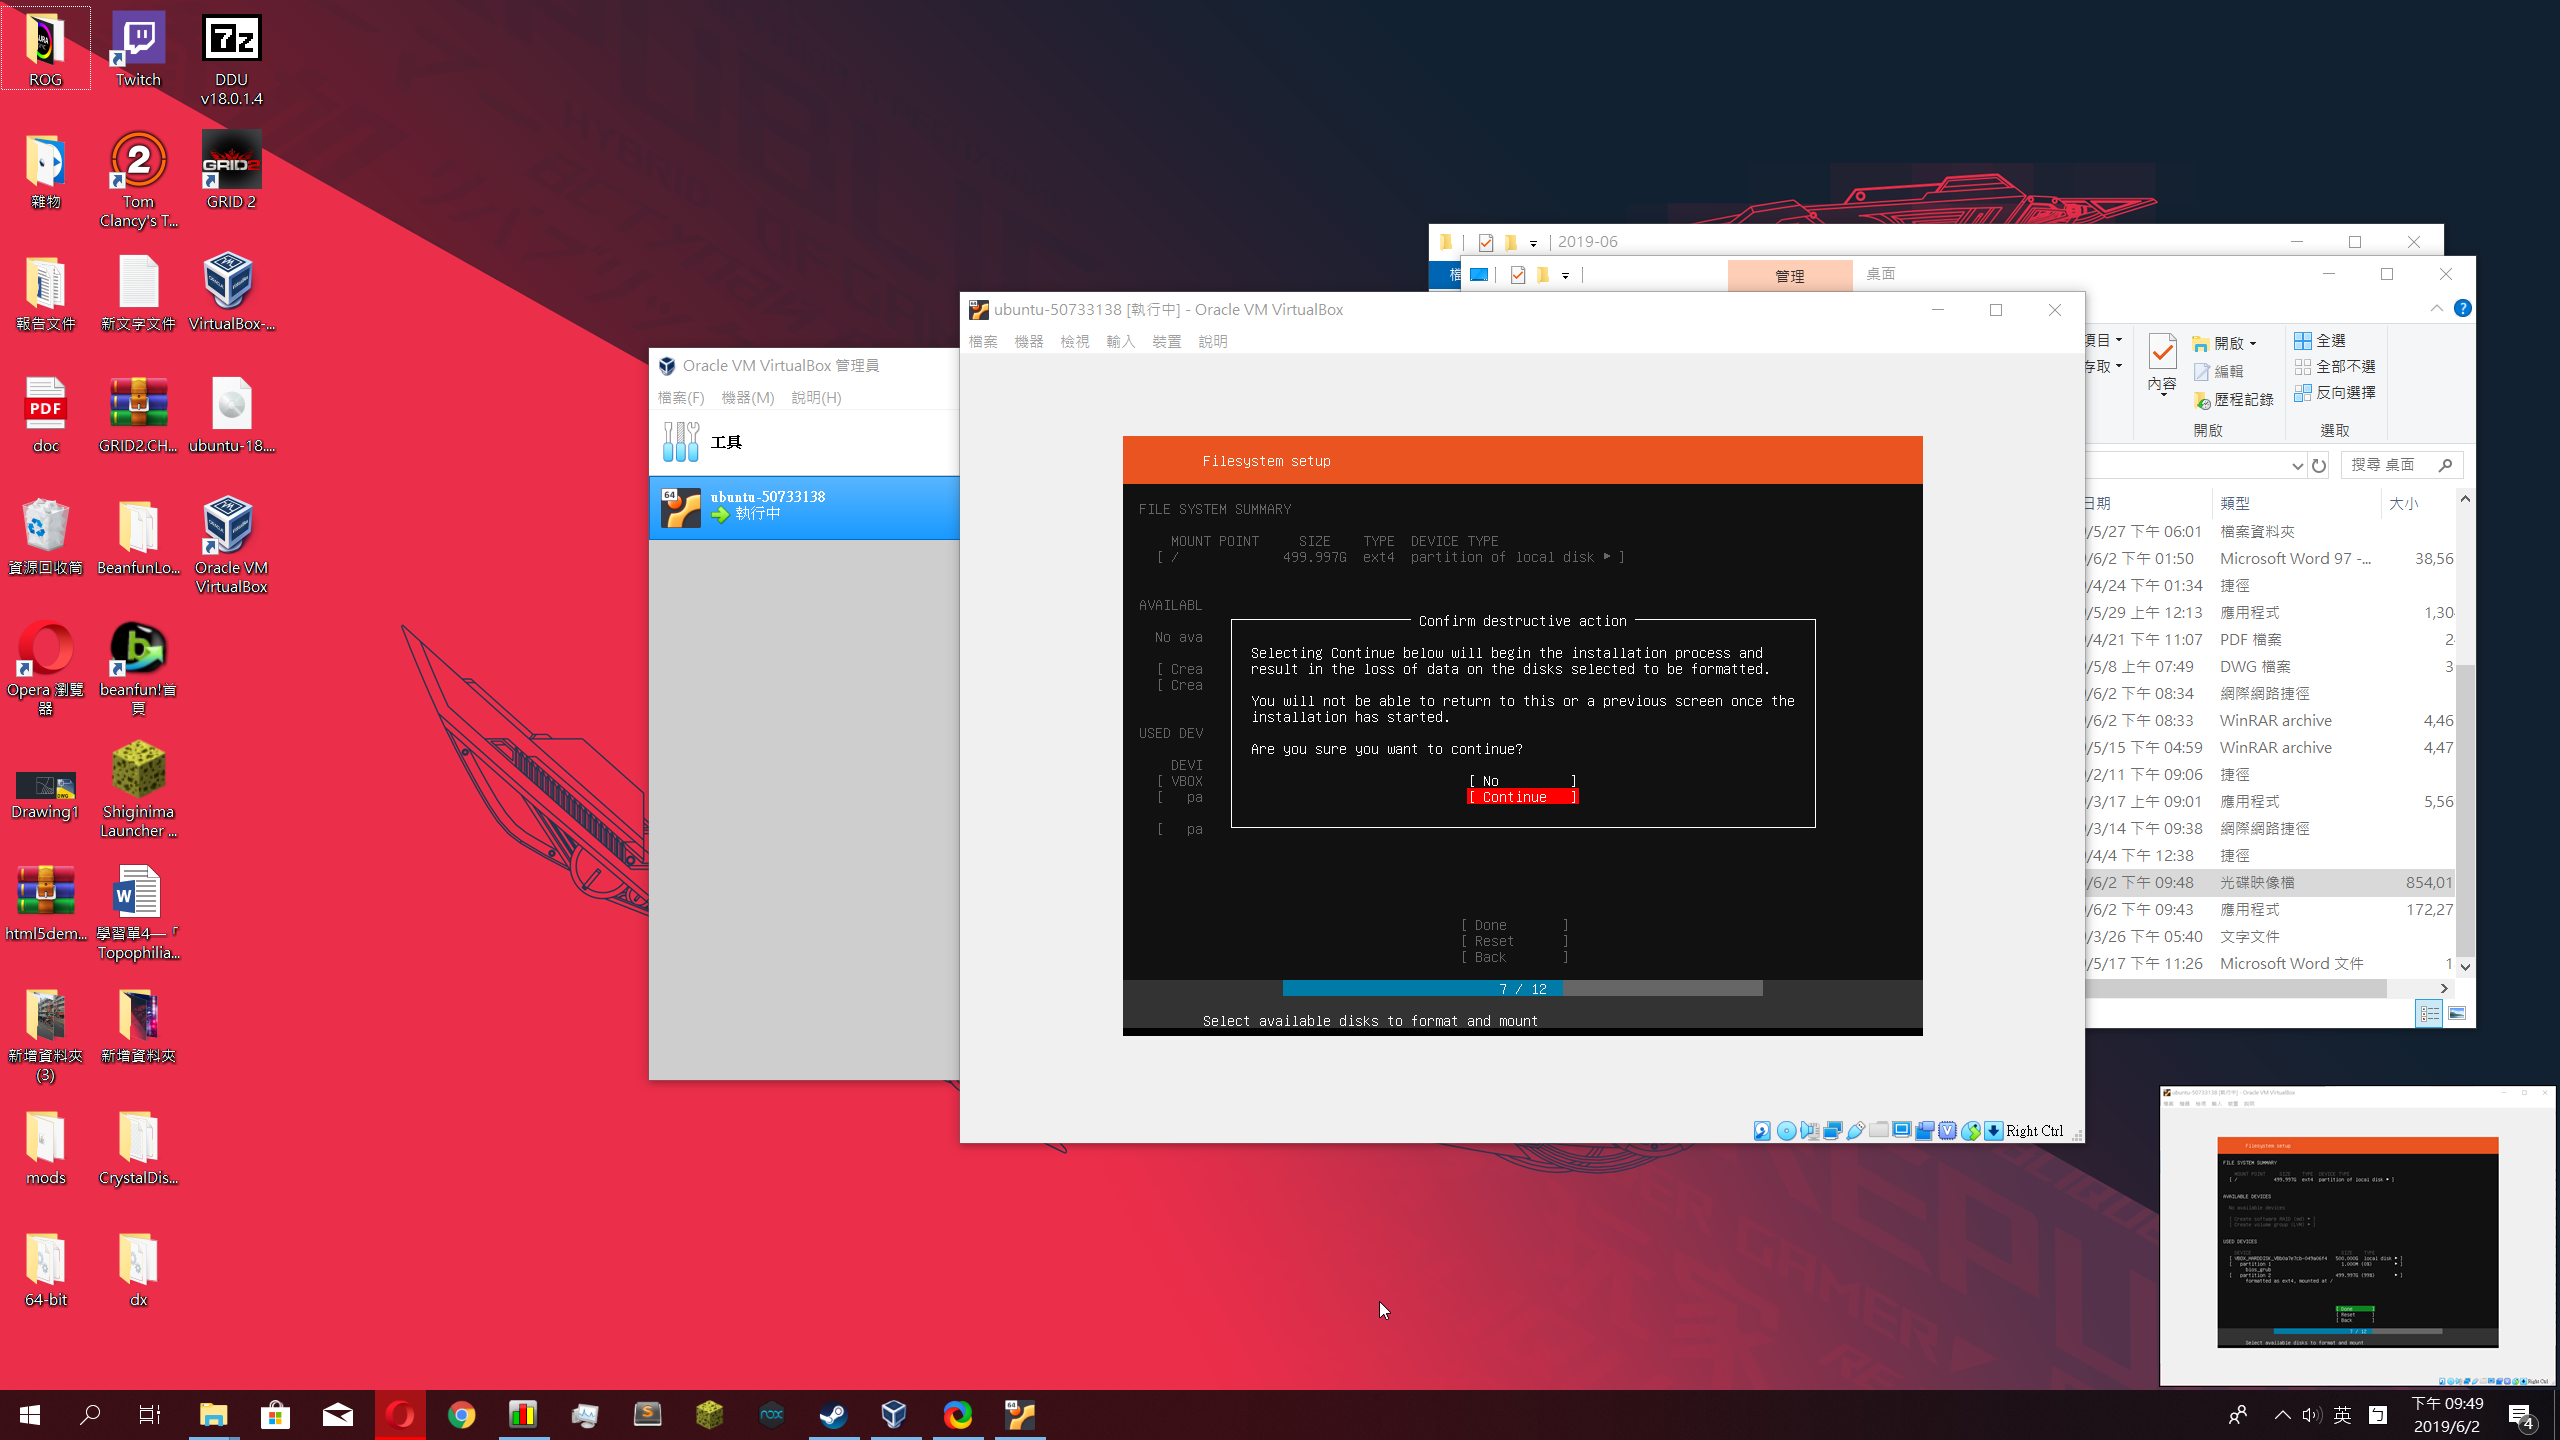 ROG
Twitch
DDU
v18.0.1.4
雜物
Tom
Clancy's T...
GRID 2
報告文件
新文字文件
VirtualBox-...
PDF
doc
GRID2.CH...
ubuntu-18....
資源回收筒
BeanfunLo...
Oracle VM
VirtualBox
Opera 瀏覽
器
beanfun!首
頁
Drawing1
Shiginima
Launcher ...
html5dem...
學習單4—「
Topophilia...
新增資料夾
(3)
新增資料夾
mods
CrystalDis...
64-bit
dx
2019-06
檔
管理
桌面
項目
存取
內容
開啟
編輯
歷程記錄
開啟
全選
全部不選
反向選擇
選取
搜尋 桌面
日期
類型
大小
/5/27 下午 06:01 檔案資料夾
/6/2 下午 01:50 Microsoft Word 97 -... 38,56
/4/24 下午 01:34 捷徑
/5/29 上午 12:13 應用程式 1,30
/4/21 下午 11:07 PDF 檔案 2
/5/8 上午 07:49 DWG 檔案 3
/6/2 下午 08:34 網際網路捷徑
/6/2 下午 08:33 WinRAR archive 4,46
/5/15 下午 04:59 WinRAR archive 4,47
/2/11 下午 09:06 捷徑
/3/17 上午 09:01 應用程式 5,56
/3/14 下午 09:38 網際網路捷徑
/4/4 下午 12:38 捷徑
/6/2 下午 09:48 光碟映像檔 854,01
/6/2 下午 09:43 應用程式 172,27
/3/26 下午 05:40 文字文件
/5/17 下午 11:26 Microsoft Word 文件 1
Oracle VM VirtualBox 管理員
檔案(F) 機器(M) 說明(H)
工具
64
ubuntu-50733138
執行中
ubuntu-50733138 [執行中] - Oracle VM VirtualBox
檔案 機器 檢視 輸入 裝置 說明
Filesystem setup
FILE SYSTEM SUMMARY
MOUNT POINT SIZE TYPE DEVICE TYPE
[ / 499.997G ext4 partition of local disk ▸ ]
AVAILABL
No ava
[ Crea
[ Crea
USED DEV
DEVI
[ VBOX
[ pa
[ pa
Confirm destructive action
Selecting Continue below will begin the installation process and
result in the loss of data on the disks selected to be formatted.
You will not be able to return to this or a previous screen once the
installation has started.
Are you sure you want to continue?
[ No ]
[ Continue ]
[ Done ]
[ Reset ]
[ Back ]
7 / 12
Select available disks to format and mount
Right Ctrl
英
下午 09:49
2019/6/2
4